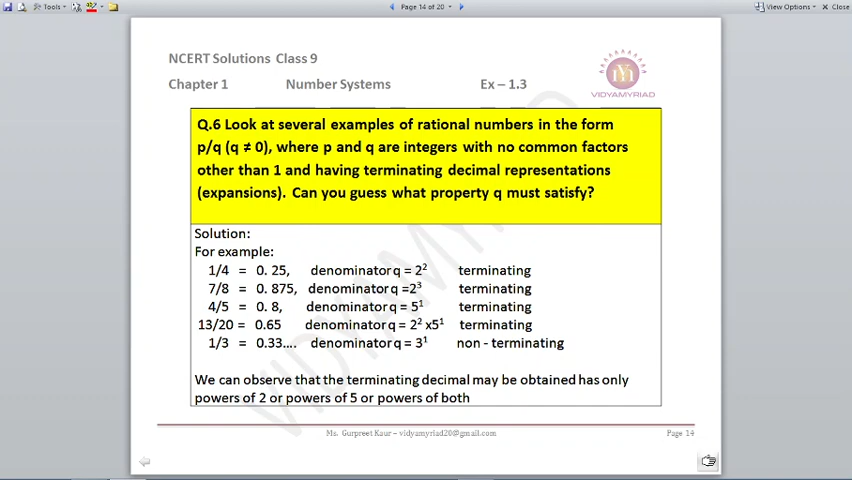 Tools
Page 14 of 20
View Options
Close
NCERT Solutions Class 9
Chapter 1 Number Systems Ex – 1.3
VIDYAMYRIAD
Q.6 Look at several examples of rational numbers in the form
p/q (q ≠ 0), where p and q are integers with no common factors
other than 1 and having terminating decimal representations
(expansions). Can you guess what property q must satisfy?
Solution:
For example:
1/4 = 0. 25, denominator q = 2² terminating
7/8 = 0. 875, denominator q =2³ terminating
4/5 = 0. 8, denominator q = 5¹ terminating
13/20 = 0.65 denominator q = 2² x5¹ terminating
1/3 = 0.33.... denominator q = 3¹ non - terminating
We can observe that the terminating decimal may be obtained has only
powers of 2 or powers of 5 or powers of both
VIDYAMYRIAD
Ms. Gurpreet Kaur – vidyamyriad20@gmail.com
Page 14